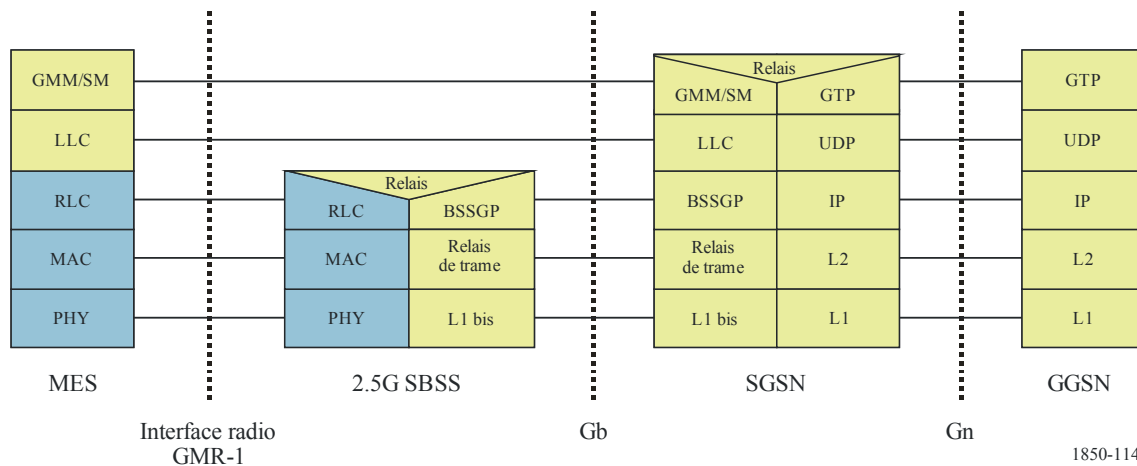 GMM/SM
LLC
RLC
MAC
PHY
MES
Interface radio
GMR-1
Relais
RLC
BSSGP
MAC
Relais
de trame
PHY
L1 bis
2.5G SBSS
Gb
Relais
GMM/SM
GTP
LLC
UDP
BSSGP
IP
Relais
de trame
L2
L1 bis
L1
SGSN
Gn
GTP
UDP
IP
L2
L1
GGSN
1850-114